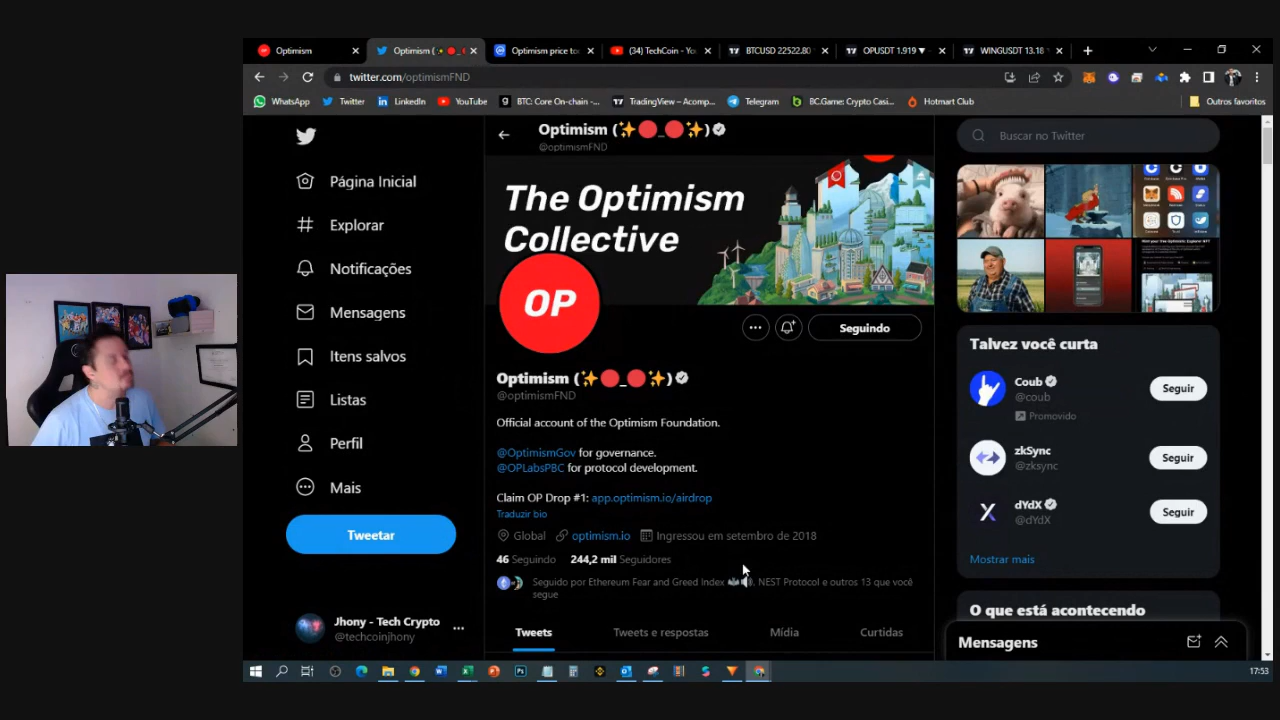 Optimism
Optimism (✨🔴_🔴
Optimism price to
(34) TechCoin - Yo
BTCUSD 22522.80
OPUSDT 1.919 ▼
WINGUSDT 13.18
twitter.com/optimismFND
WhatsApp
Twitter
LinkedIn
YouTube
BTC: Core On-chain -...
TradingView – Acomp...
Telegram
BC.Game: Crypto Casi...
Hotmart Club
Outros favoritos
Página Inicial
Explorar
Notificações
Mensagens
Itens salvos
Listas
Perfil
Mais
Tweetar
Jhony - Tech Crypto
@techcoinjhony
Optimism (✨🔴_🔴✨)
@optimismFND
The Optimism
Collective
OP
Seguindo
Optimism (✨🔴_🔴✨)
@optimismFND
Official account of the Optimism Foundation.
@OptimismGov for governance.
@OPLabsPBC for protocol development.
Claim OP Drop #1: app.optimism.io/airdrop
Traduzir bio
Global optimism.io Ingressou em setembro de 2018
46 Seguindo 244,2 mil Seguidores
Seguido por Ethereum Fear and Greed Index 🦇🔊, NEST Protocol e outros 13 que você
segue
Tweets
Tweets e respostas
Mídia
Curtidas
Buscar no Twitter
Talvez você curta
Coub
@coub
Promovido
Seguir
zkSync
@zksync
Seguir
dYdX
@dYdX
Seguir
Mostrar mais
O que está acontecendo
Mensagens
17:53